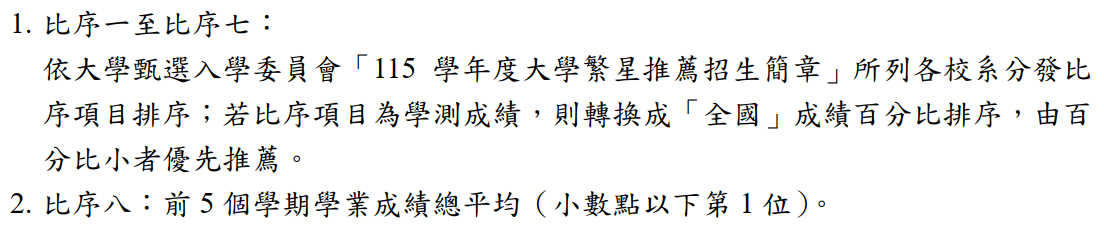 1. 比序一至比序七：
依大學甄選入學委員會「115 學年度大學繁星推薦招生簡章」所列各校系分發比
序項目排序；若比序項目為學測成績，則轉換成「全國」成績百分比排序，由百
分比小者優先推薦。
2. 比序八：前 5 個學期學業成績總平均（小數點以下第 1 位）。